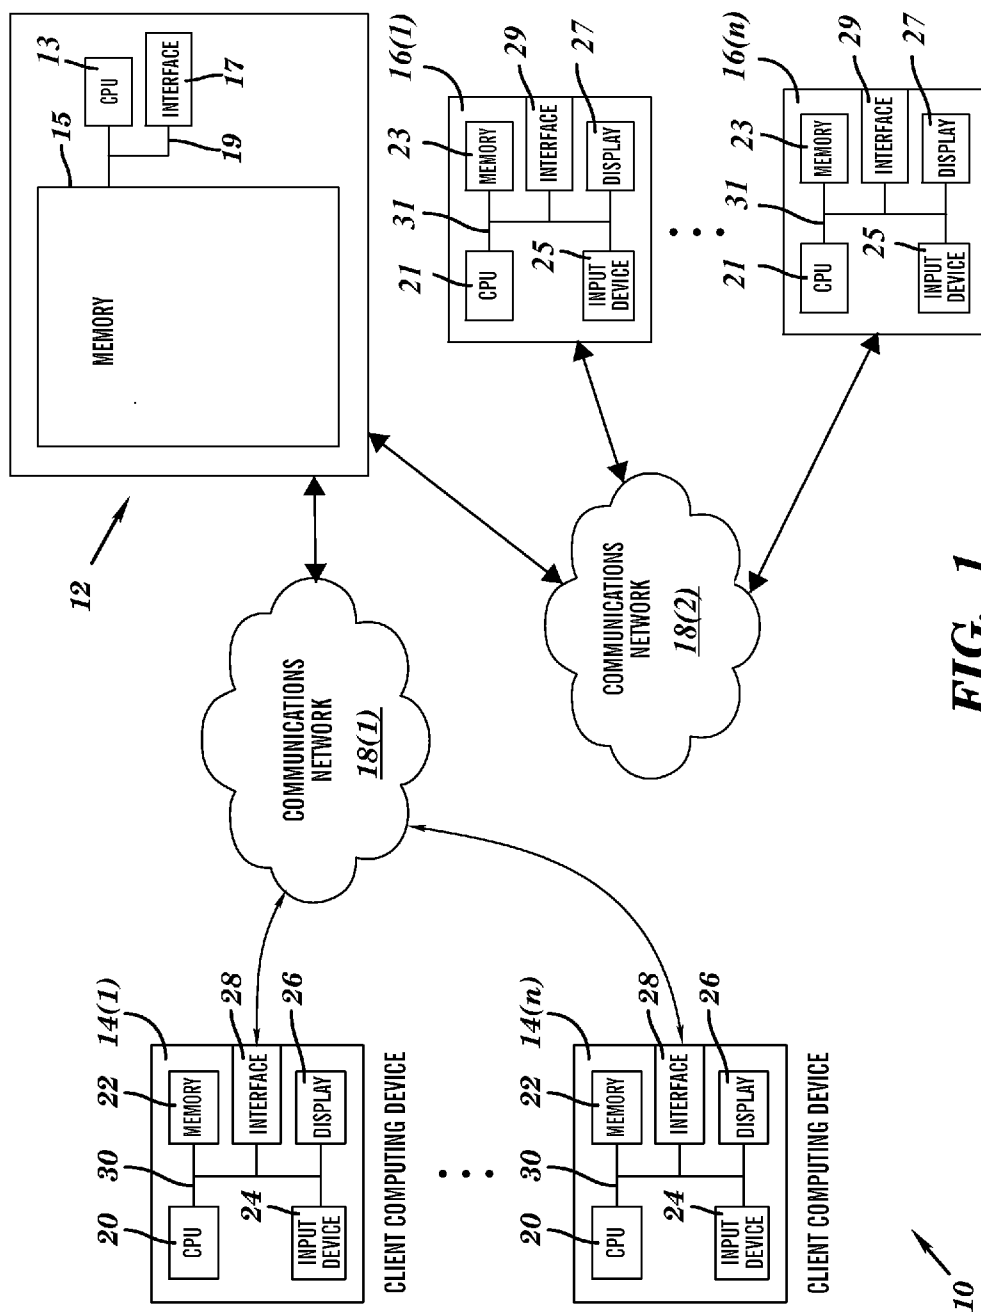 10
14(1)
20
30
22
CPU
MEMORY
28
INTERFACE
24
26
INPUT
DEVICE
DISPLAY
CLIENT COMPUTING DEVICE
14(n)
20
30
22
CPU
MEMORY
28
INTERFACE
24
26
INPUT
DEVICE
DISPLAY
CLIENT COMPUTING DEVICE
COMMUNICATIONS
NETWORK
18(1)
12
15
13
MEMORY
CPU
INTERFACE
19
17
COMMUNICATIONS
NETWORK
18(2)
16(1)
21
31
23
CPU
MEMORY
29
INTERFACE
25
27
INPUT
DEVICE
DISPLAY
16(n)
21
31
23
CPU
MEMORY
29
INTERFACE
25
27
INPUT
DEVICE
DISPLAY
FIG. 1